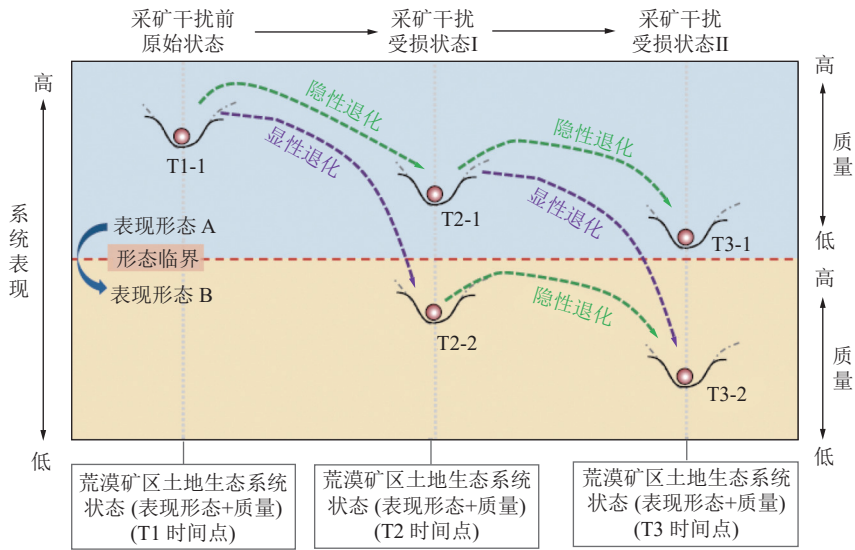 采矿干扰前
原始状态
采矿干扰
受损状态I
采矿干扰
受损状态II
高
系统表现
低
高
质量
低
高
质量
低
隐性退化
显性退化
隐性退化
显性退化
隐性退化
T1-1
T2-1
T3-1
T2-2
T3-2
表现形态 A
形态临界
表现形态 B
荒漠矿区土地生态系统
状态 (表现形态+质量)
(T1 时间点)
荒漠矿区土地生态系统
状态 (表现形态+质量)
(T2 时间点)
荒漠矿区土地生态系统
状态 (表现形态+质量)
(T3 时间点)